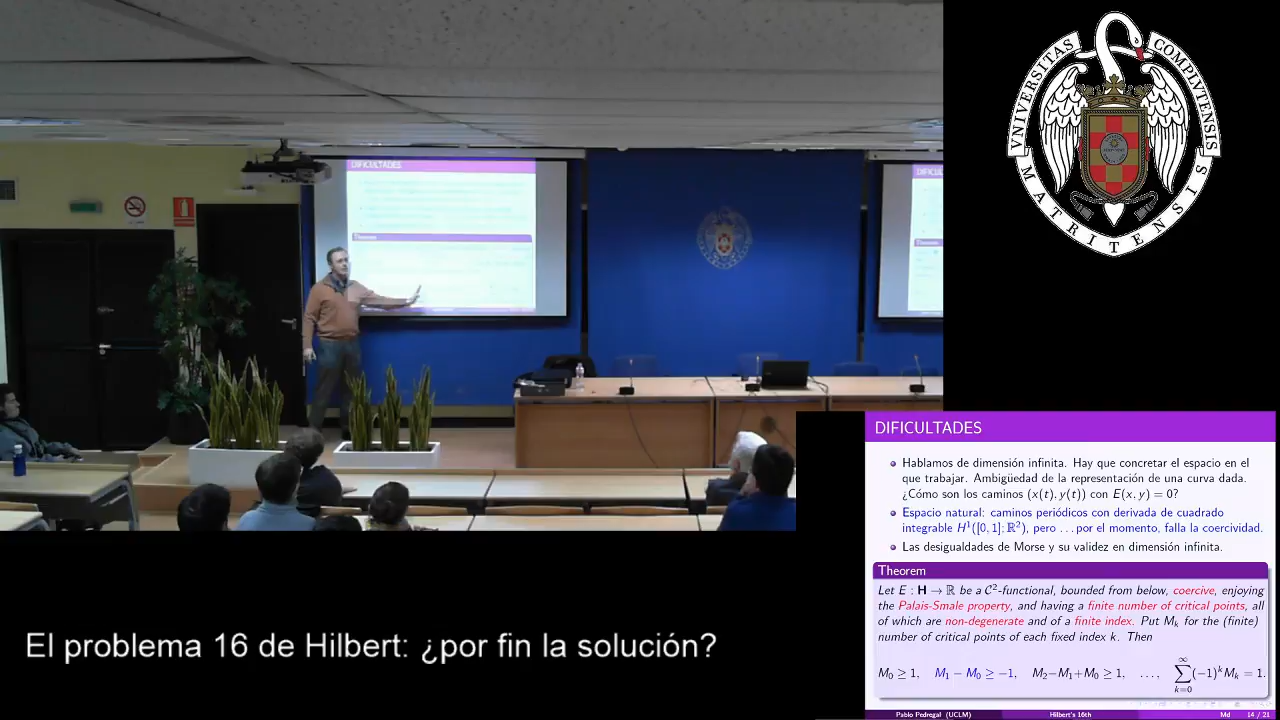 VNIVERSITAS COMPLVTENSIS
MATRITENSIS
DIFICULTADES
Theorem
DIFICULTADES
Hablamos de dimensión infinita. Hay que concretar el espacio en el
que trabajar. Ambigüedad de la representación de una curva dada.
¿Cómo son los caminos (x(t), y(t)) con E(x, y) = 0?
Espacio natural: caminos periódicos con derivada de cuadrado
integrable H¹([0, 1]; ℝ²), pero . . . por el momento, falla la coercividad.
Las desigualdades de Morse y su validez en dimensión infinita.
Theorem
Let E : H → ℝ be a C²-functional, bounded from below, coercive, enjoying
the Palais-Smale property, and having a finite number of critical points, all
of which are non-degenerate and of a finite index. Put Mₖ for the (finite)
number of critical points of each fixed index k. Then
M₀ ≥ 1, M₁ − M₀ ≥ −1, M₂−M₁+M₀ ≥ 1, . . . , ∑_{k=0}^{∞}(−1)ᵏMₖ = 1.
Pablo Pedregal (UCLM) Hilbert's 16th Md 14 / 21
El problema 16 de Hilbert: ¿por fin la solución?